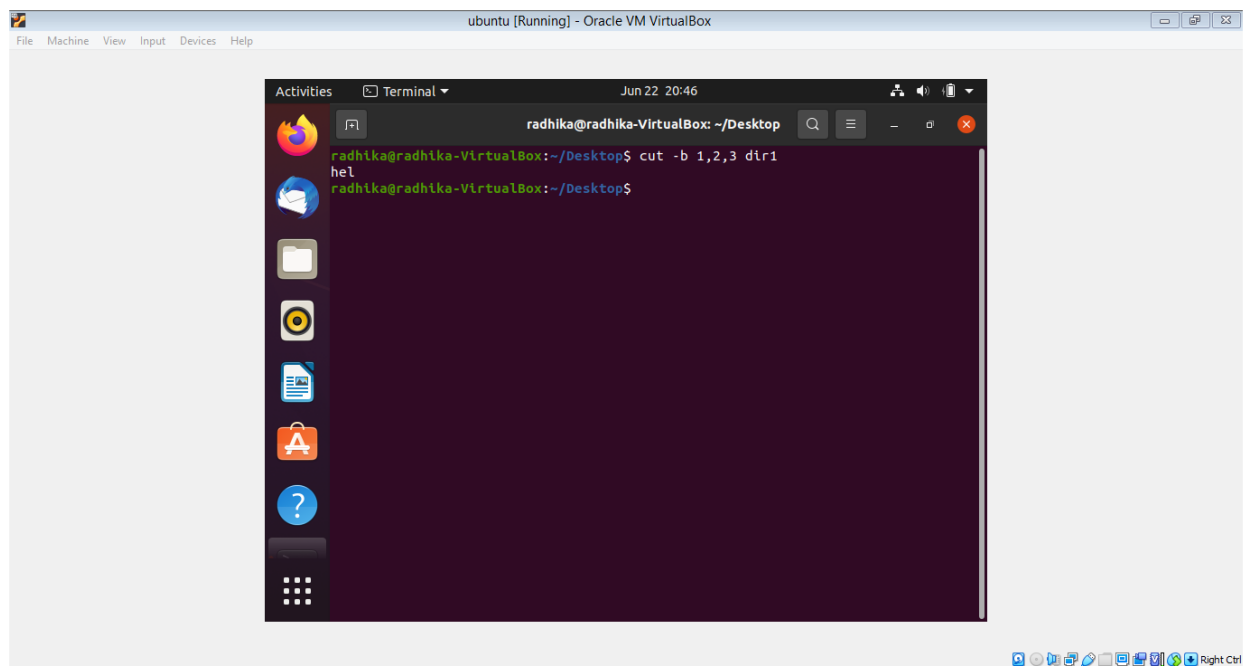 ubuntu [Running] - Oracle VM VirtualBox
File Machine View Input Devices Help
Activities Terminal Jun 22 20:46
radhika@radhika-VirtualBox: ~/Desktop
radhika@radhika-VirtualBox:~/Desktop$ cut -b 1,2,3 dir1
hel
radhika@radhika-VirtualBox:~/Desktop$
Right Ctrl